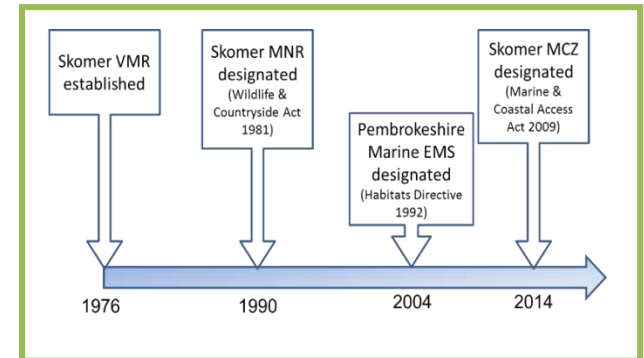 Skomer VMR
established
Skomer MNR
designated
(Wildlife &
Countryside Act
1981)
Pembrokeshire
Marine EMS
designated
(Habitats Directive
1992)
Skomer MCZ
designated
(Marine &
Coastal Access
Act 2009)
1976
1990
2004
2014